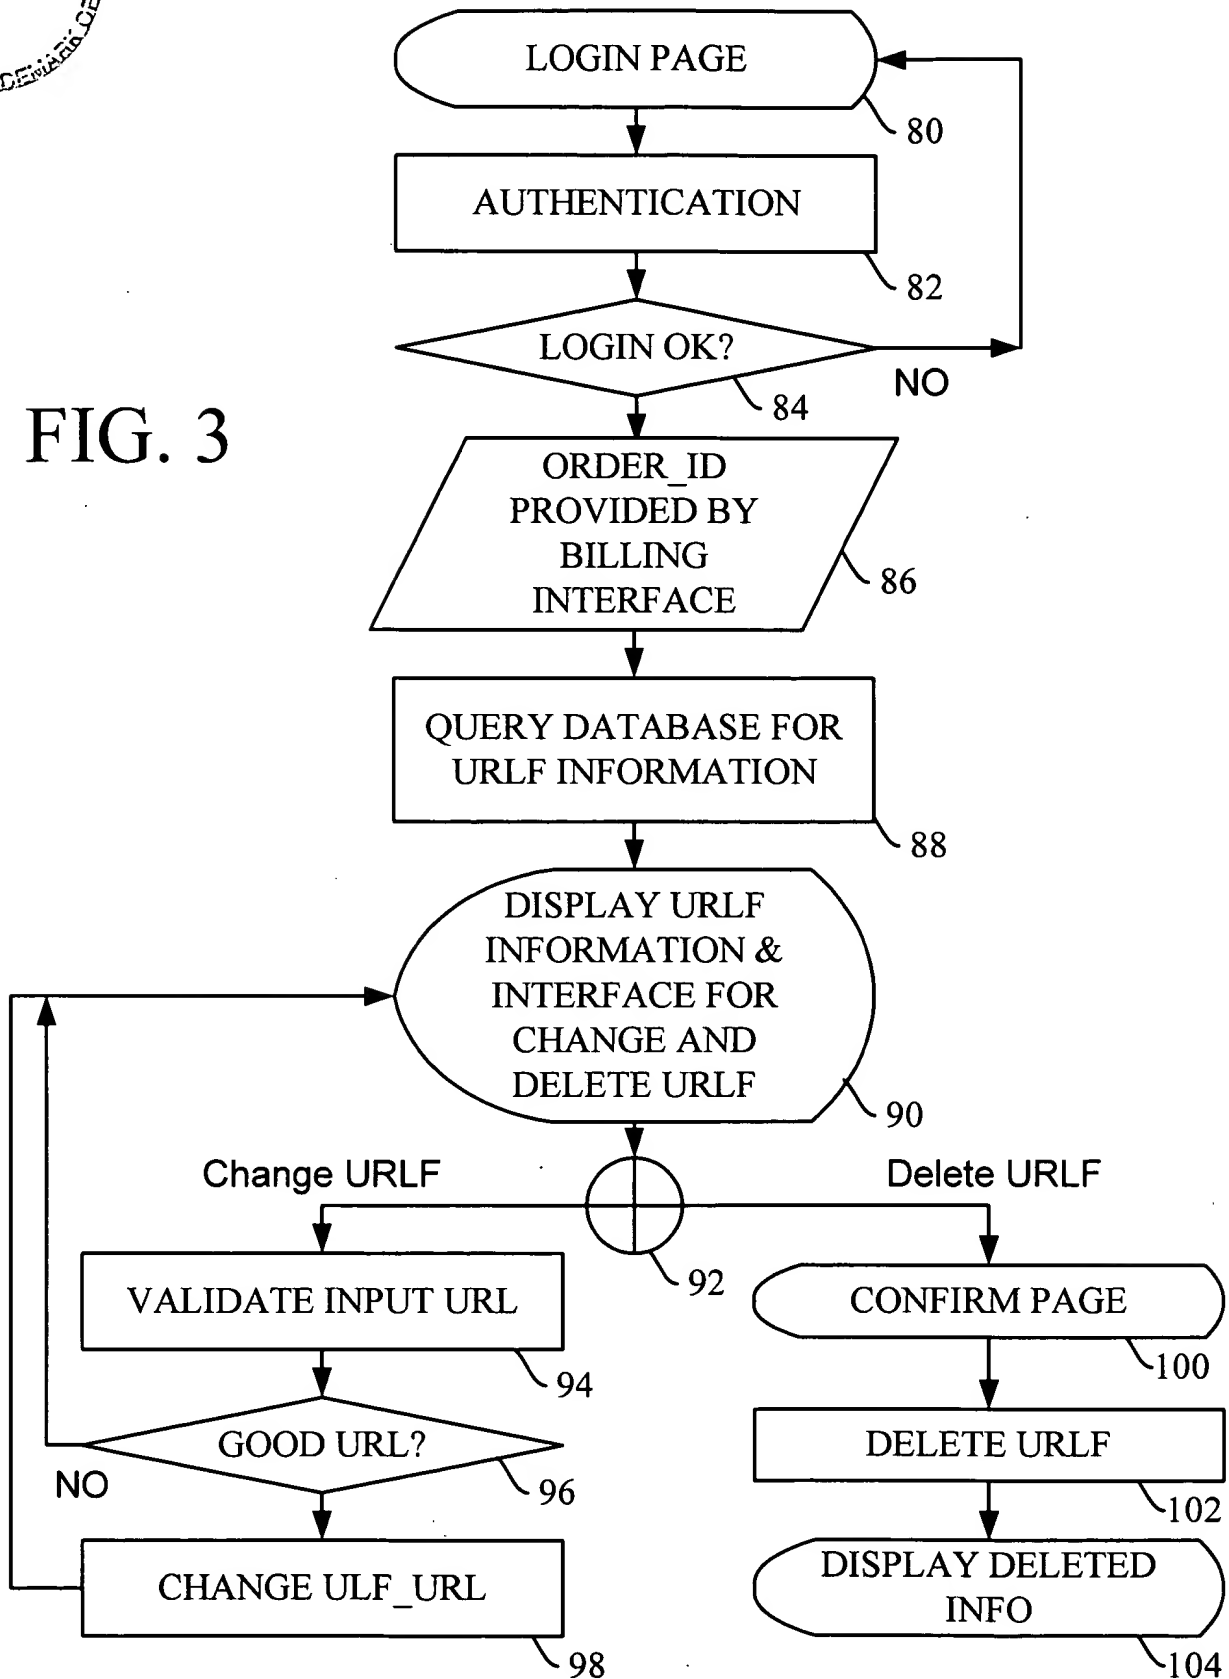 LOGIN PAGE
80
AUTHENTICATION
82
LOGIN OK?
NO
84
FIG. 3
ORDER_ID
PROVIDED BY
BILLING
INTERFACE
86
QUERY DATABASE FOR
URLF INFORMATION
88
DISPLAY URLF
INFORMATION &
INTERFACE FOR
CHANGE AND
DELETE URLF
90
Change URLF
Delete URLF
92
VALIDATE INPUT URL
94
CONFIRM PAGE
100
GOOD URL?
NO
96
DELETE URLF
102
CHANGE ULF_URL
98
DISPLAY DELETED
INFO
104